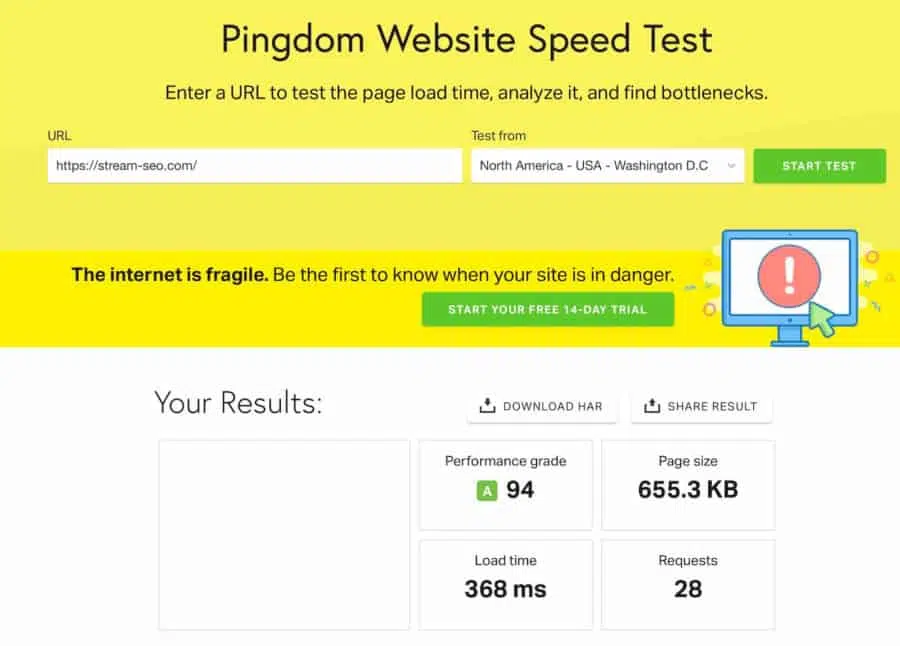 Pingdom Website Speed Test
Enter a URL to test the page load time, analyze it, and find bottlenecks.
URL
Test from
https://stream-seo.com/
North America - USA - Washington D.C
START TEST
The internet is fragile. Be the first to know when your site is in danger.
START YOUR FREE 14-DAY TRIAL
!
Your Results:
DOWNLOAD HAR
SHARE RESULT
Performance grade
A 94
Page size
655.3 KB
Load time
368 ms
Requests
28